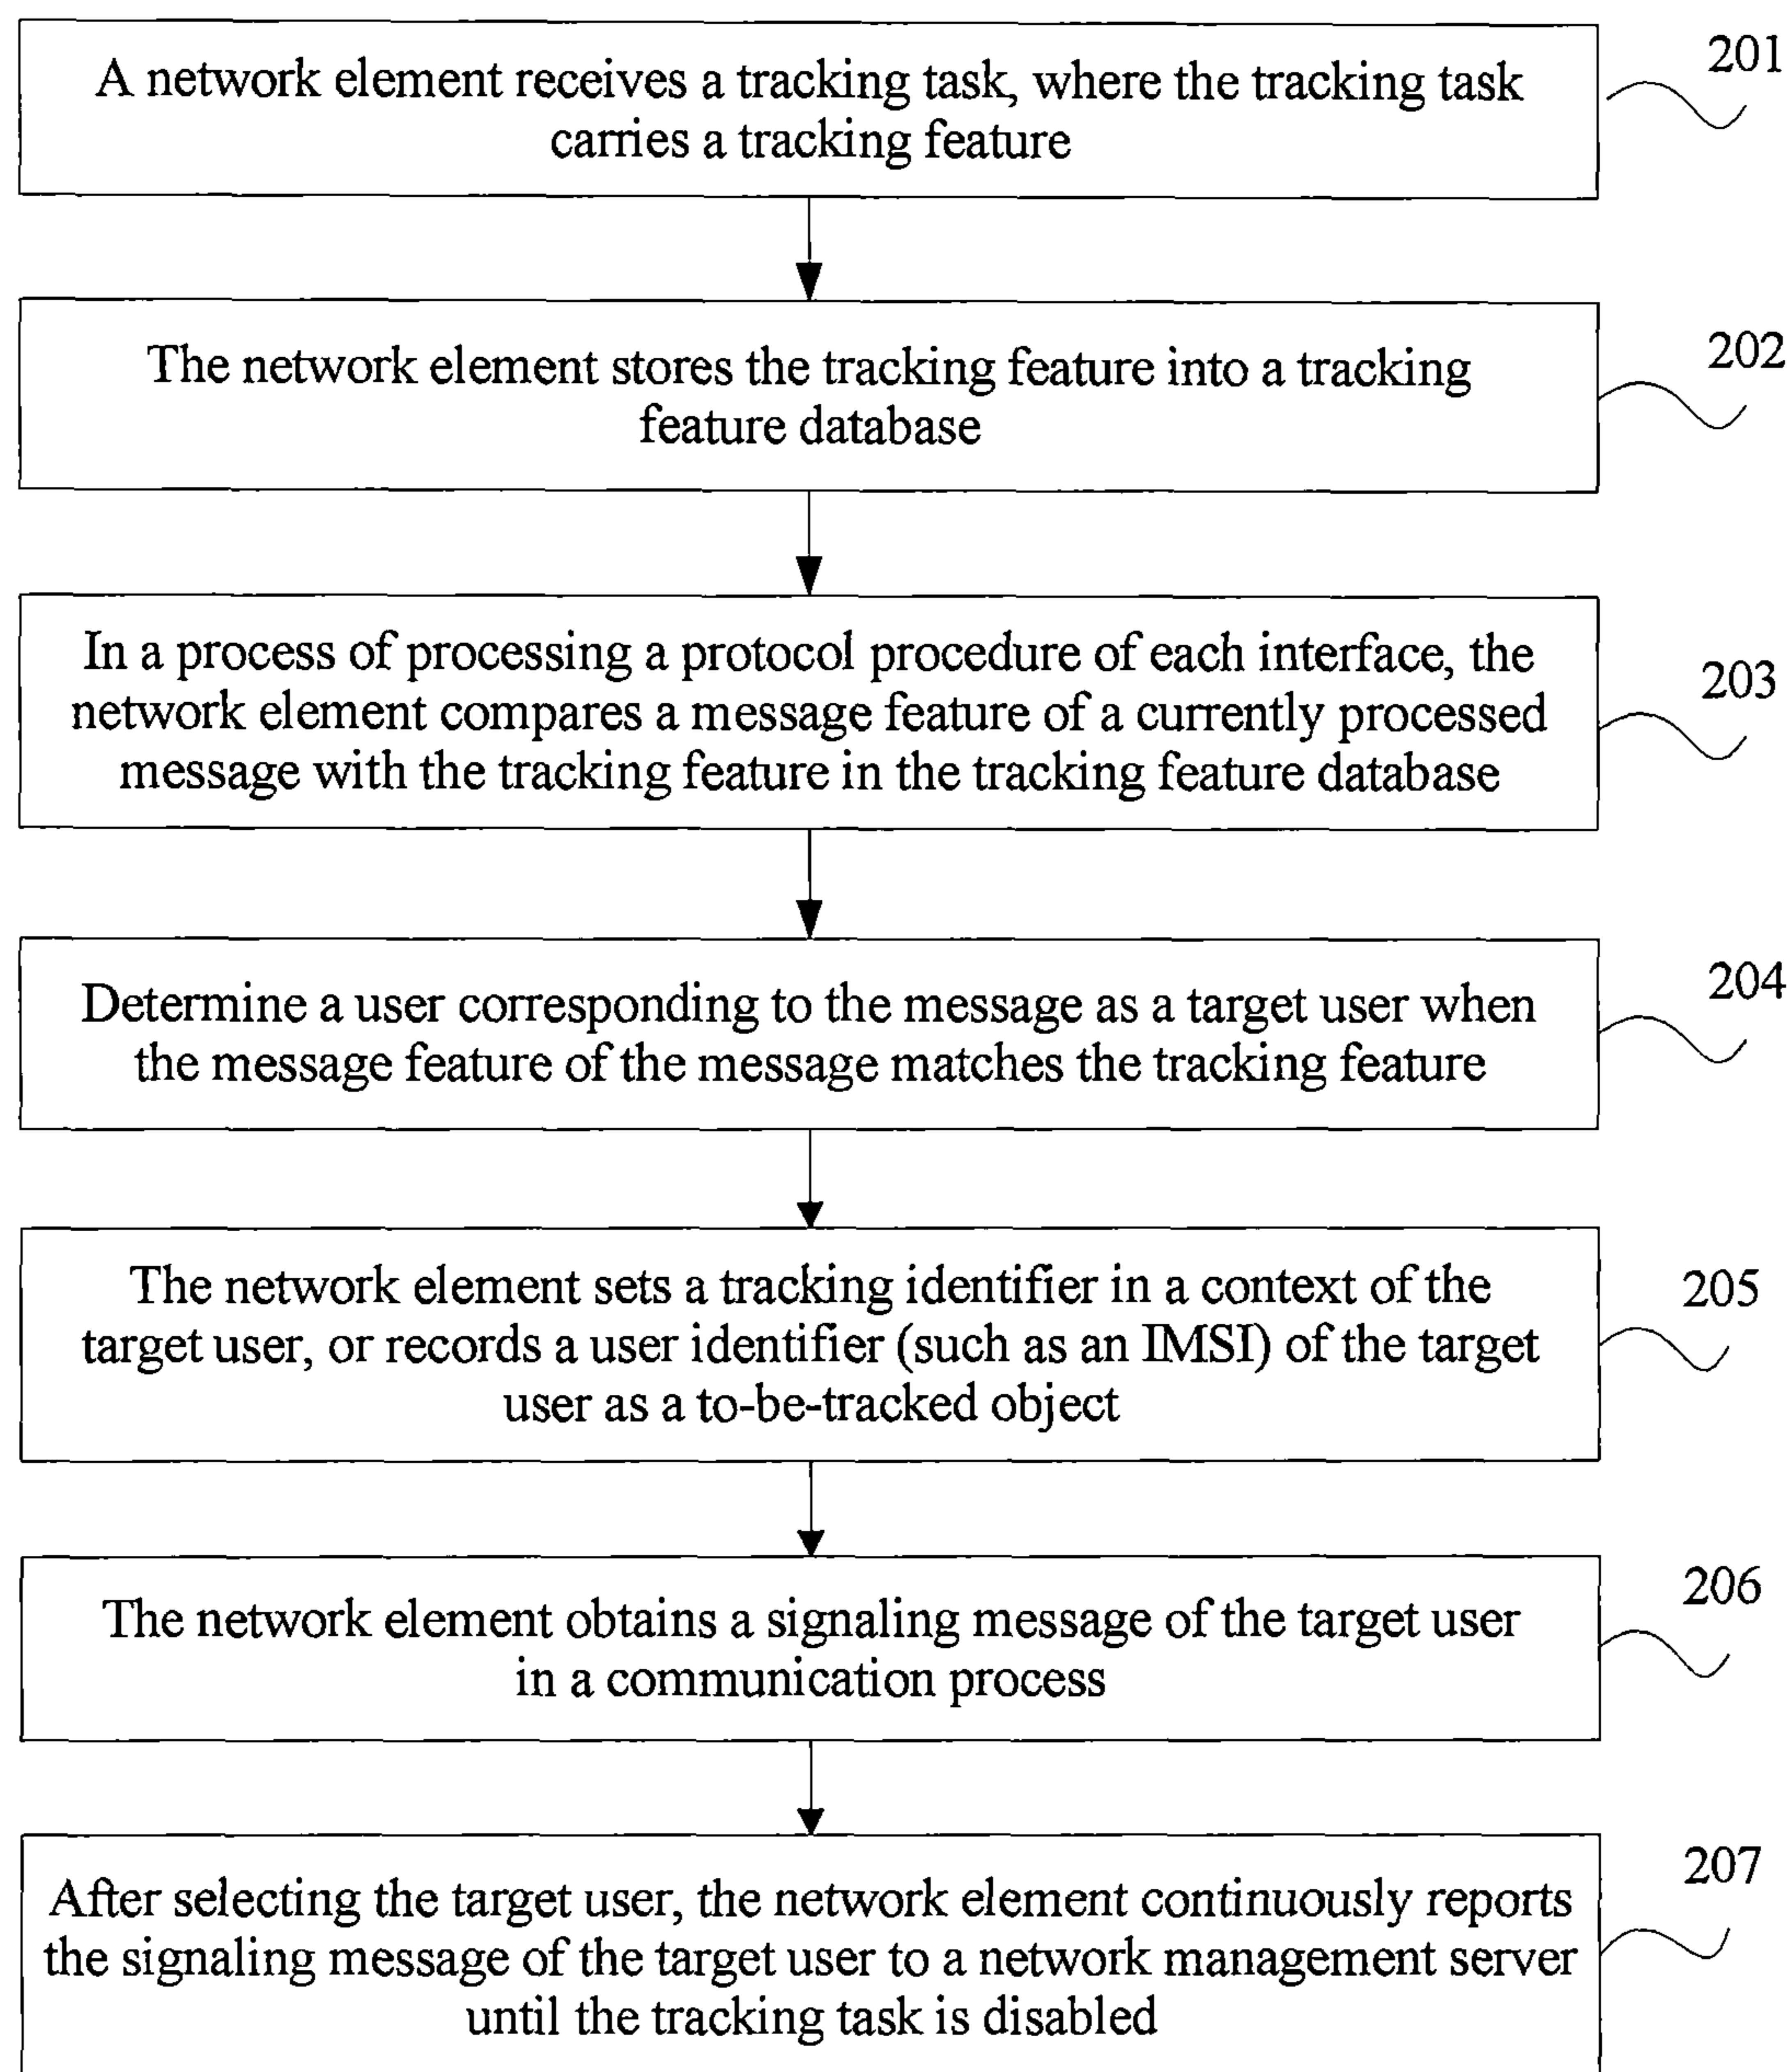 A network element receives a tracking task, where the tracking task
carries a tracking feature
201
The network element stores the tracking feature into a tracking
feature database
202
In a process of processing a protocol procedure of each interface, the
network element compares a message feature of a currently processed
message with the tracking feature in the tracking feature database
203
Determine a user corresponding to the message as a target user when
the message feature of the message matches the tracking feature
204
The network element sets a tracking identifier in a context of the
target user, or records a user identifier (such as an IMSI) of the target
user as a to-be-tracked object
205
The network element obtains a signaling message of the target user
in a communication process
206
After selecting the target user, the network element continuously reports
the signaling message of the target user to a network management server
until the tracking task is disabled
207